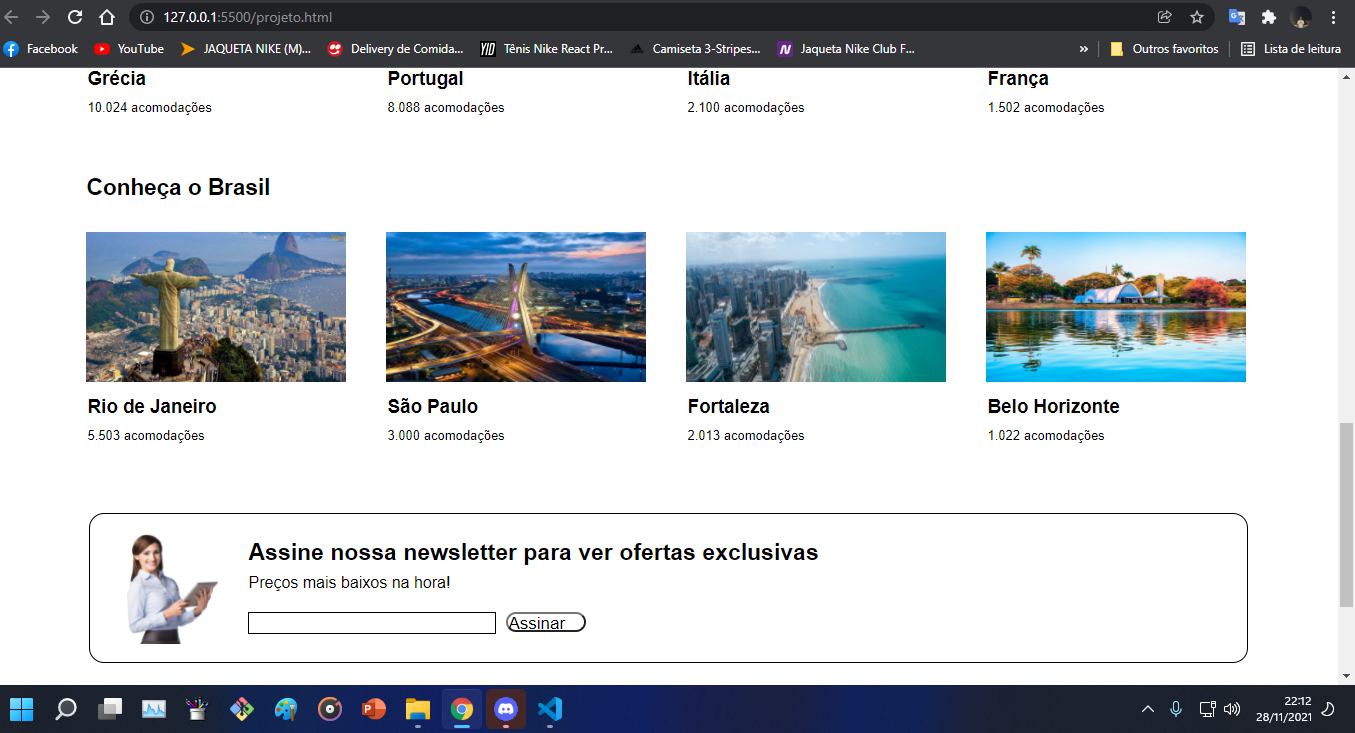 127.0.0.1:5500/projeto.html
Facebook YouTube JAQUETA NIKE (M)... Delivery de Comida... YID Tênis Nike React Pr... Camiseta 3-Stripes... N Jaqueta Nike Club F... » Outros favoritos Lista de leitura
Grécia Portugal Itália França
10.024 acomodações 8.088 acomodações 2.100 acomodações 1.502 acomodações
Conheça o Brasil
Rio de Janeiro São Paulo Fortaleza Belo Horizonte
5.503 acomodações 3.000 acomodações 2.013 acomodações 1.022 acomodações
Assine nossa newsletter para ver ofertas exclusivas
Preços mais baixos na hora!
Assinar
22:12
28/11/2021